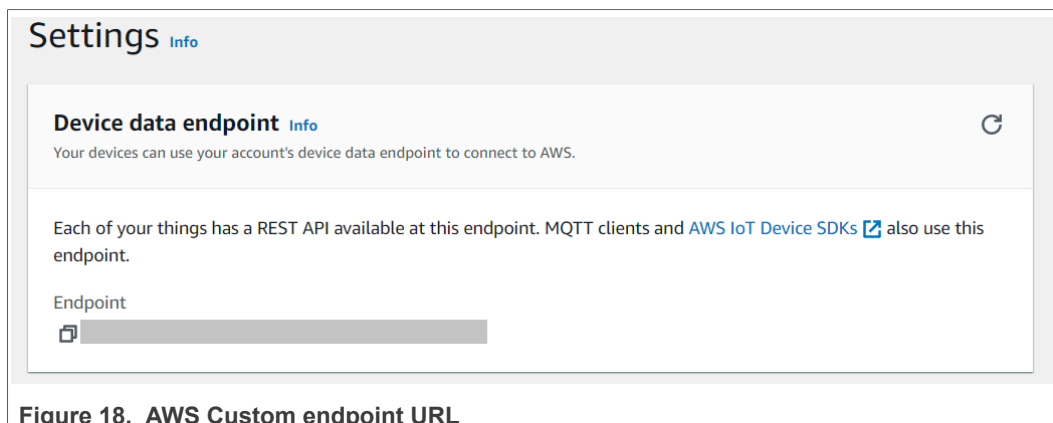 Settings Info
Device data endpoint Info
Your devices can use your account's device data endpoint to connect to AWS.
Each of your things has a REST API available at this endpoint. MQTT clients and AWS IoT Device SDKs also use this
endpoint.
Endpoint
Figure 18. AWS Custom endpoint URL